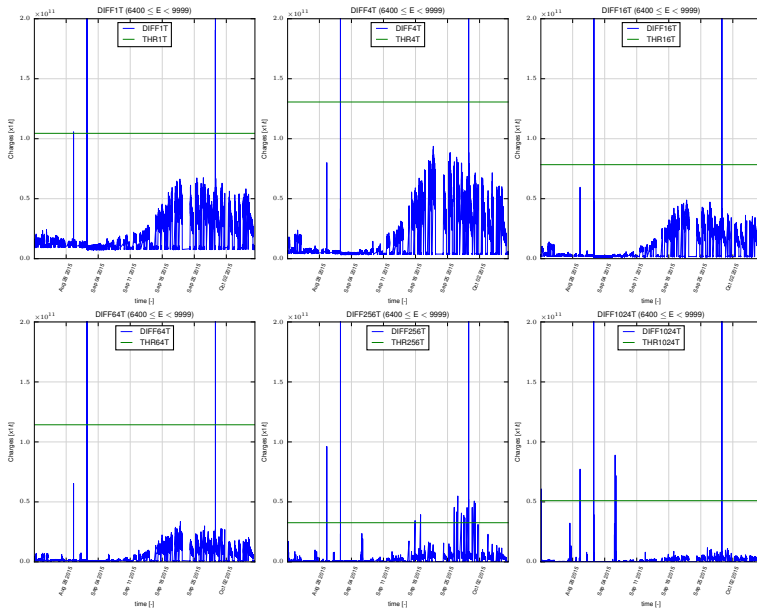 DIFF1T (6400 ≤ E < 9999)
×10¹¹
2.0
1.5
1.0
0.5
0.0
Charges
DIFF1T
THR1T
Aug 28 2015
Sep 04 2015
Sep 11 2015
Sep 18 2015
Sep 25 2015
Oct 02 2015
time [-]
DIFF4T (6400 ≤ E < 9999)
×10¹¹
2.0
1.5
1.0
0.5
0.0
Charges
DIFF4T
THR4T
Aug 28 2015
Sep 04 2015
Sep 11 2015
Sep 18 2015
Sep 25 2015
Oct 02 2015
time [-]
DIFF16T (6400 ≤ E < 9999)
×10¹¹
2.0
1.5
1.0
0.5
0.0
Charges
DIFF16T
THR16T
Aug 28 2015
Sep 04 2015
Sep 11 2015
Sep 18 2015
Sep 25 2015
Oct 02 2015
time [-]
DIFF64T (6400 ≤ E < 9999)
×10¹¹
2.0
1.5
1.0
0.5
0.0
Charges
DIFF64T
THR64T
Aug 28 2015
Sep 04 2015
Sep 11 2015
Sep 18 2015
Sep 25 2015
Oct 02 2015
time [-]
DIFF256T (6400 ≤ E < 9999)
×10¹¹
2.0
1.5
1.0
0.5
0.0
Charges
DIFF256T
THR256T
Aug 28 2015
Sep 04 2015
Sep 11 2015
Sep 18 2015
Sep 25 2015
Oct 02 2015
time [-]
DIFF1024T (6400 ≤ E < 9999)
×10¹¹
2.0
1.5
1.0
0.5
0.0
Charges
DIFF1024T
THR1024T
Aug 28 2015
Sep 04 2015
Sep 11 2015
Sep 18 2015
Sep 25 2015
Oct 02 2015
time [-]